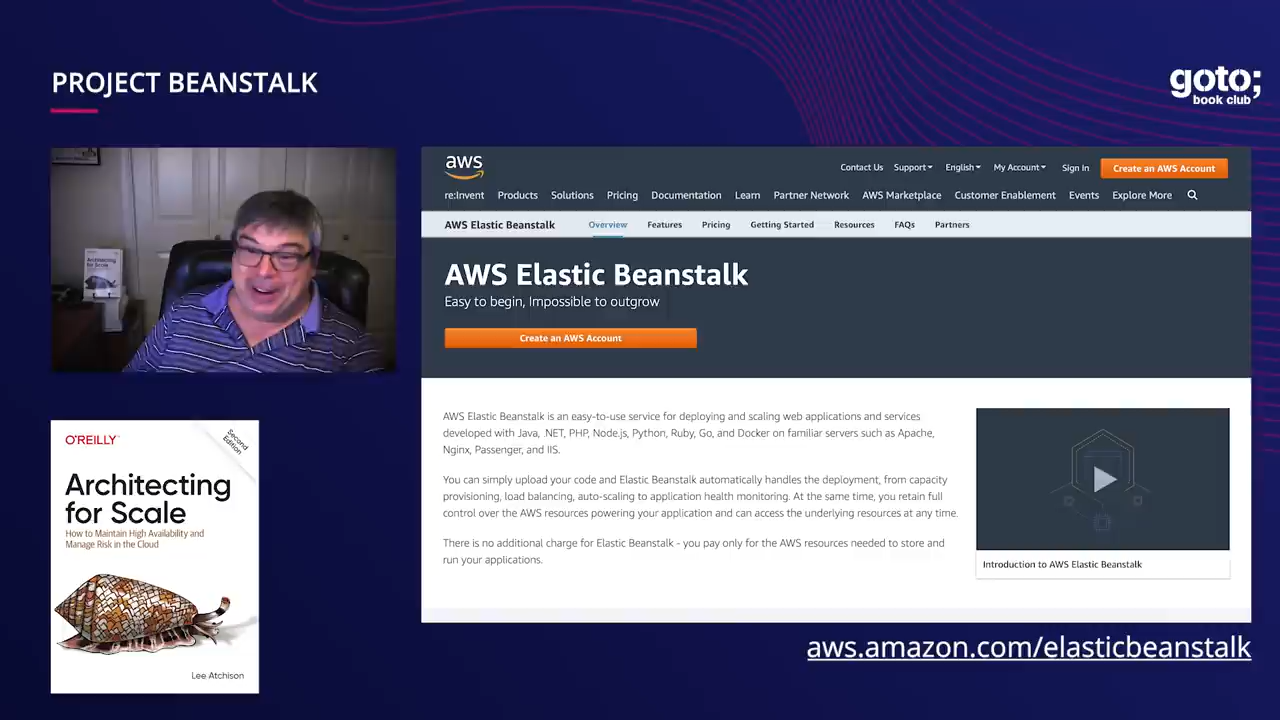 PROJECT BEANSTALK
goto;
book club
Architecting
for Scale
aws
Contact Us Support English My Account Sign In Create an AWS Account
re:Invent Products Solutions Pricing Documentation Learn Partner Network AWS Marketplace Customer Enablement Events Explore More
AWS Elastic Beanstalk Overview Features Pricing Getting Started Resources FAQs Partners
AWS Elastic Beanstalk
Easy to begin, Impossible to outgrow
Create an AWS Account
AWS Elastic Beanstalk is an easy-to-use service for deploying and scaling web applications and services
developed with Java, .NET, PHP, Node.js, Python, Ruby, Go, and Docker on familiar servers such as Apache,
Nginx, Passenger, and IIS.
You can simply upload your code and Elastic Beanstalk automatically handles the deployment, from capacity
provisioning, load balancing, auto-scaling to application health monitoring. At the same time, you retain full
control over the AWS resources powering your application and can access the underlying resources at any time.
There is no additional charge for Elastic Beanstalk - you pay only for the AWS resources needed to store and
run your applications.
Introduction to AWS Elastic Beanstalk
O'REILLY
Second
Edition
Architecting
for Scale
How to Maintain High Availability and
Manage Risk in the Cloud
Lee Atchison
aws.amazon.com/elasticbeanstalk